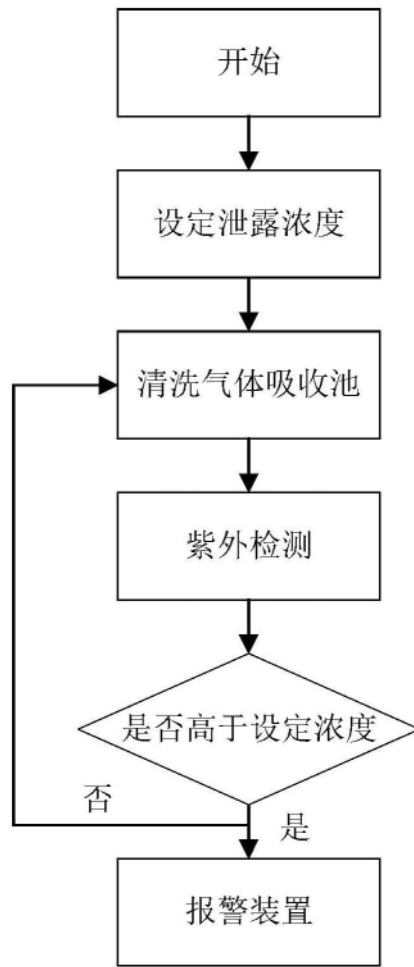 开始
设定泄露浓度
清洗气体吸收池
紫外检测
是否高于设定浓度
否
是
报警装置